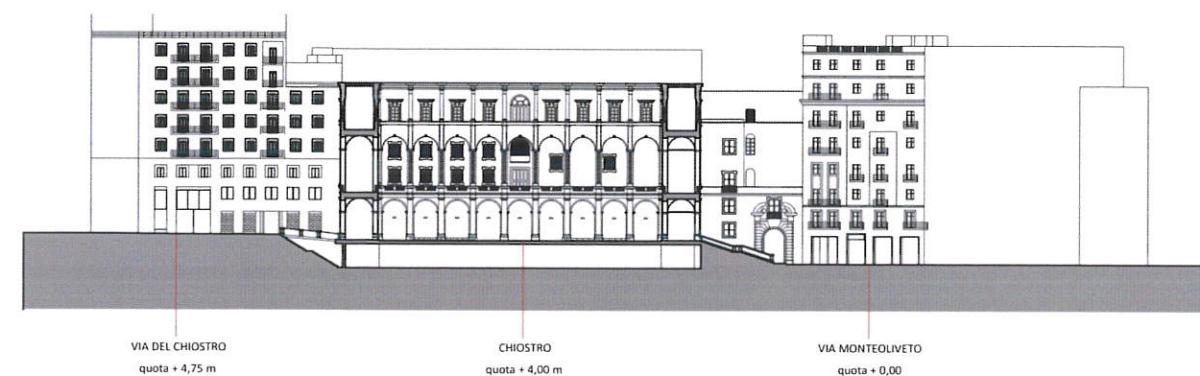 VIA DEL CHIOSTRO
quota + 4,75 m
CHIOSTRO
quota + 4,00 m
VIA MONTEOLIVETO
quota + 0,00